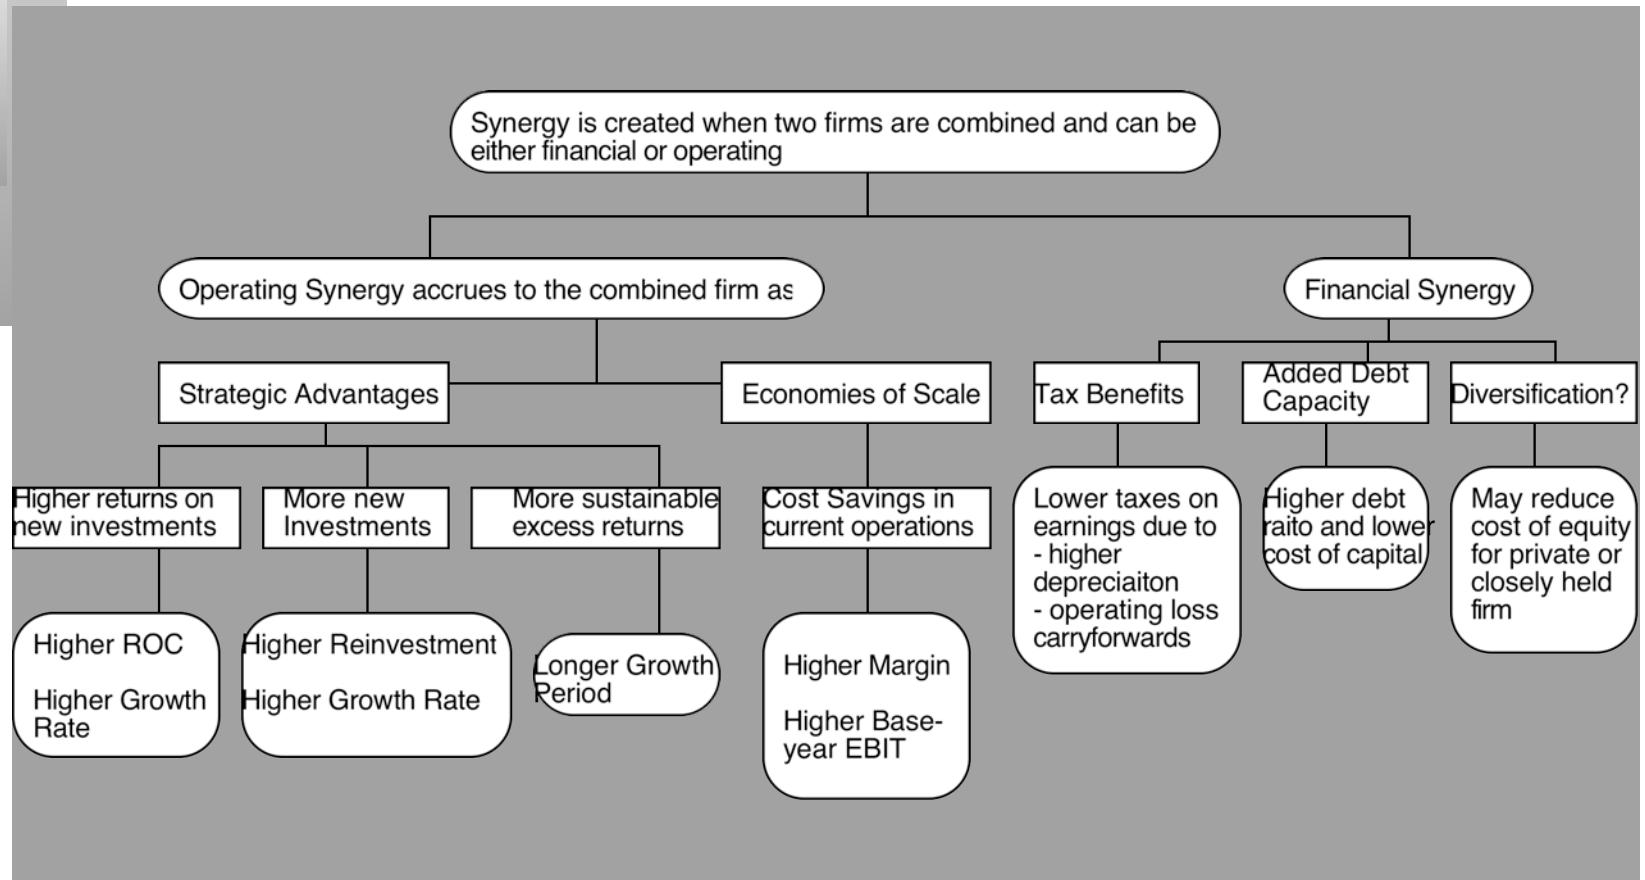 Synergy is created when two firms are combined and can be
either financial or operating
Operating Synergy accrues to the combined firm as
Financial Synergy
Strategic Advantages
Economies of Scale
Tax Benefits
Added Debt
Capacity
Diversification?
Higher returns on
new investments
More new
Investments
More sustainable
excess returns
Cost Savings in
current operations
Lower taxes on
earnings due to
- higher
depreciaiton
- operating loss
carryforwards
Higher debt
raito and lower
cost of capital
May reduce
cost of equity
for private or
closely held
firm
Higher ROC
Higher Growth
Rate
Higher Reinvestment
Higher Growth Rate
Longer Growth
Period
Higher Margin
Higher Base-
year EBIT